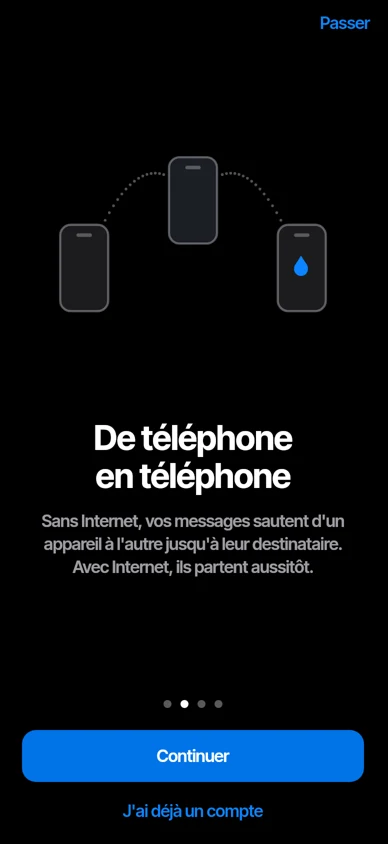 Passer
De téléphone
en téléphone
Sans Internet, vos messages sautent d'un
appareil à l'autre jusqu'à leur destinataire.
Avec Internet, ils partent aussitôt.
Continuer
J'ai déjà un compte